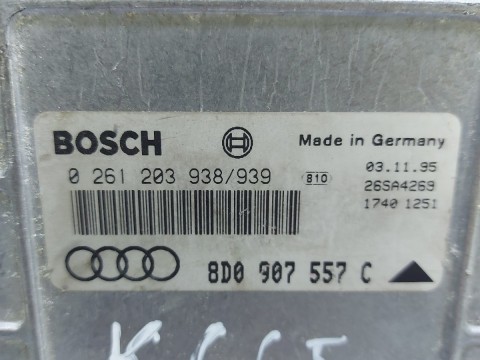 BOSCH Made in Germany
0 261 203 938/939 810 03.11.95
26SA4269
1740 1251
8D0 907 557 C